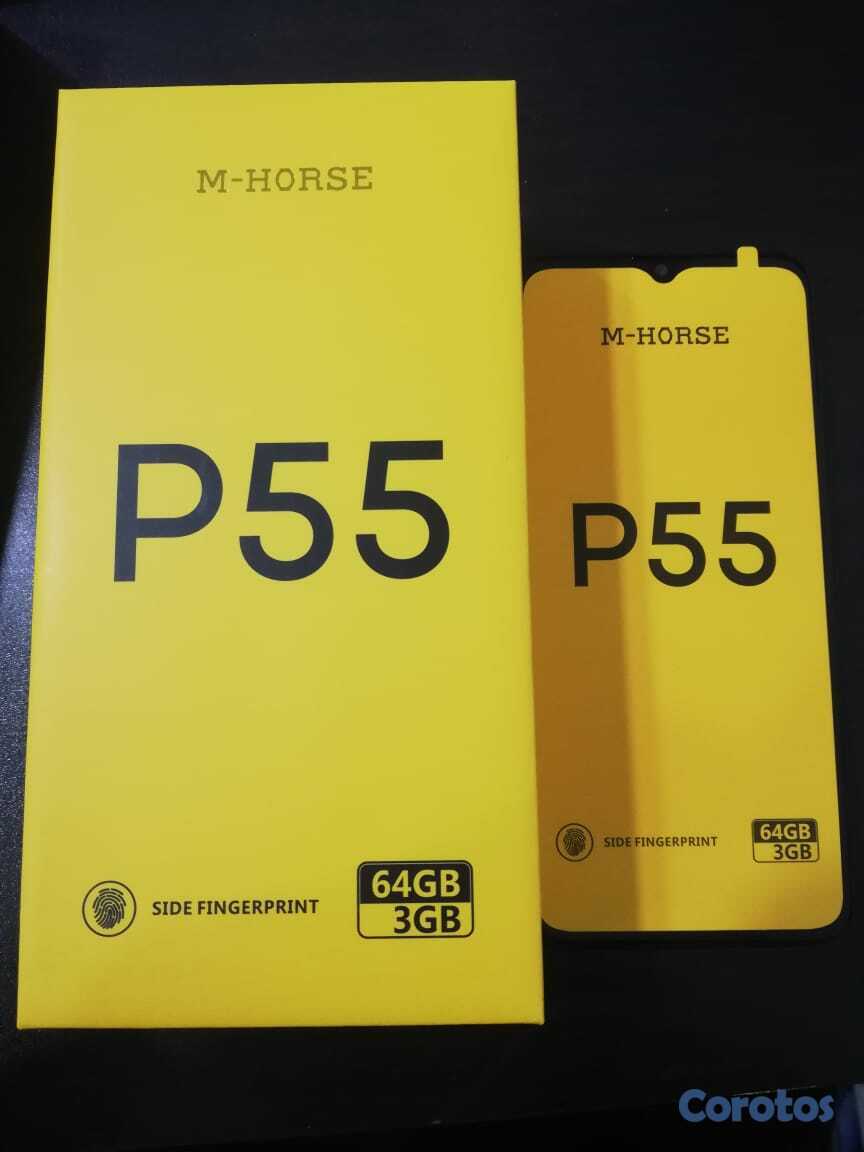 M-HORSE
P55
SIDE FINGERPRINT
64GB
3GB
M-HORSE
P55
SIDE FINGERPRINT
64GB
3GB
Corotos